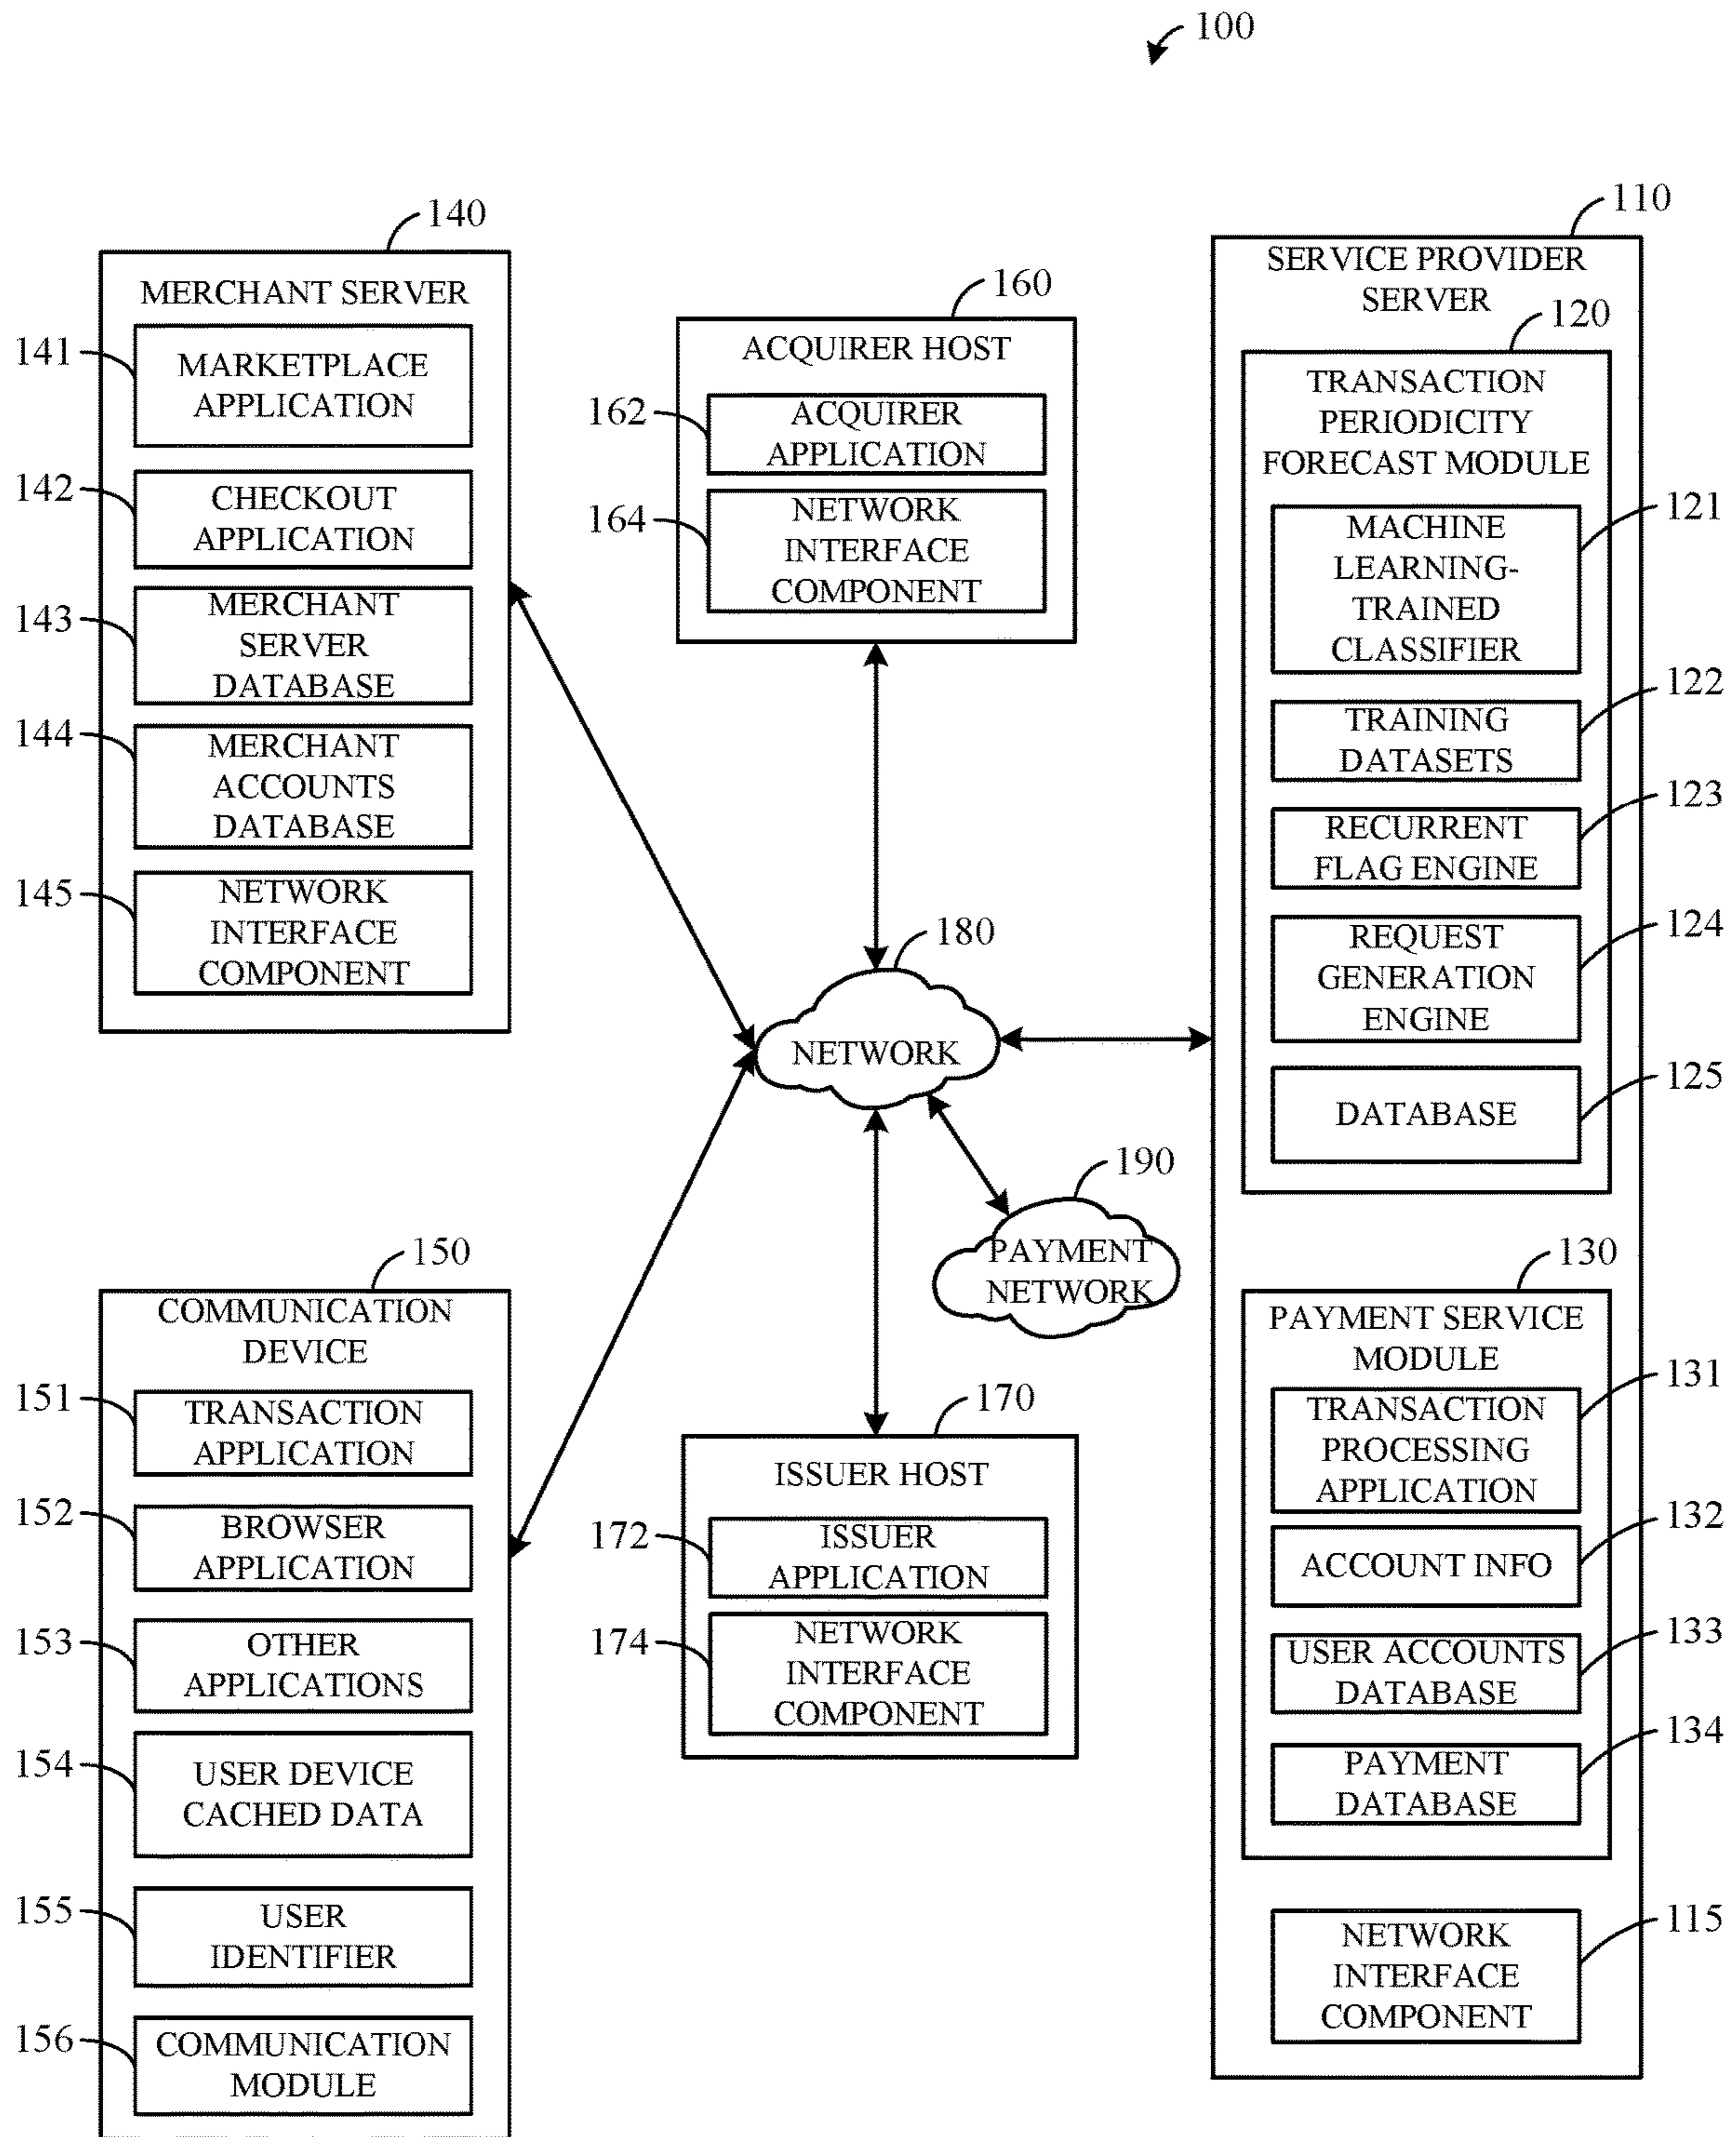 100
140
MERCHANT SERVER
141
MARKETPLACE
APPLICATION
142
CHECKOUT
APPLICATION
143
MERCHANT
SERVER
DATABASE
144
MERCHANT
ACCOUNTS
DATABASE
145
NETWORK
INTERFACE
COMPONENT
160
ACQUIRER HOST
162
ACQUIRER
APPLICATION
164
NETWORK
INTERFACE
COMPONENT
110
SERVICE PROVIDER
SERVER
120
TRANSACTION
PERIODICITY
FORECAST MODULE
121
MACHINE
LEARNING-
TRAINED
CLASSIFIER
122
TRAINING
DATASETS
123
RECURRENT
FLAG ENGINE
124
REQUEST
GENERATION
ENGINE
125
DATABASE
180
NETWORK
190
PAYMENT
NETWORK
130
PAYMENT SERVICE
MODULE
131
TRANSACTION
PROCESSING
APPLICATION
132
ACCOUNT INFO
133
USER ACCOUNTS
DATABASE
134
PAYMENT
DATABASE
115
NETWORK
INTERFACE
COMPONENT
150
COMMUNICATION
DEVICE
151
TRANSACTION
APPLICATION
152
BROWSER
APPLICATION
153
OTHER
APPLICATIONS
154
USER DEVICE
CACHED DATA
155
USER
IDENTIFIER
156
COMMUNICATION
MODULE
170
ISSUER HOST
172
ISSUER
APPLICATION
174
NETWORK
INTERFACE
COMPONENT